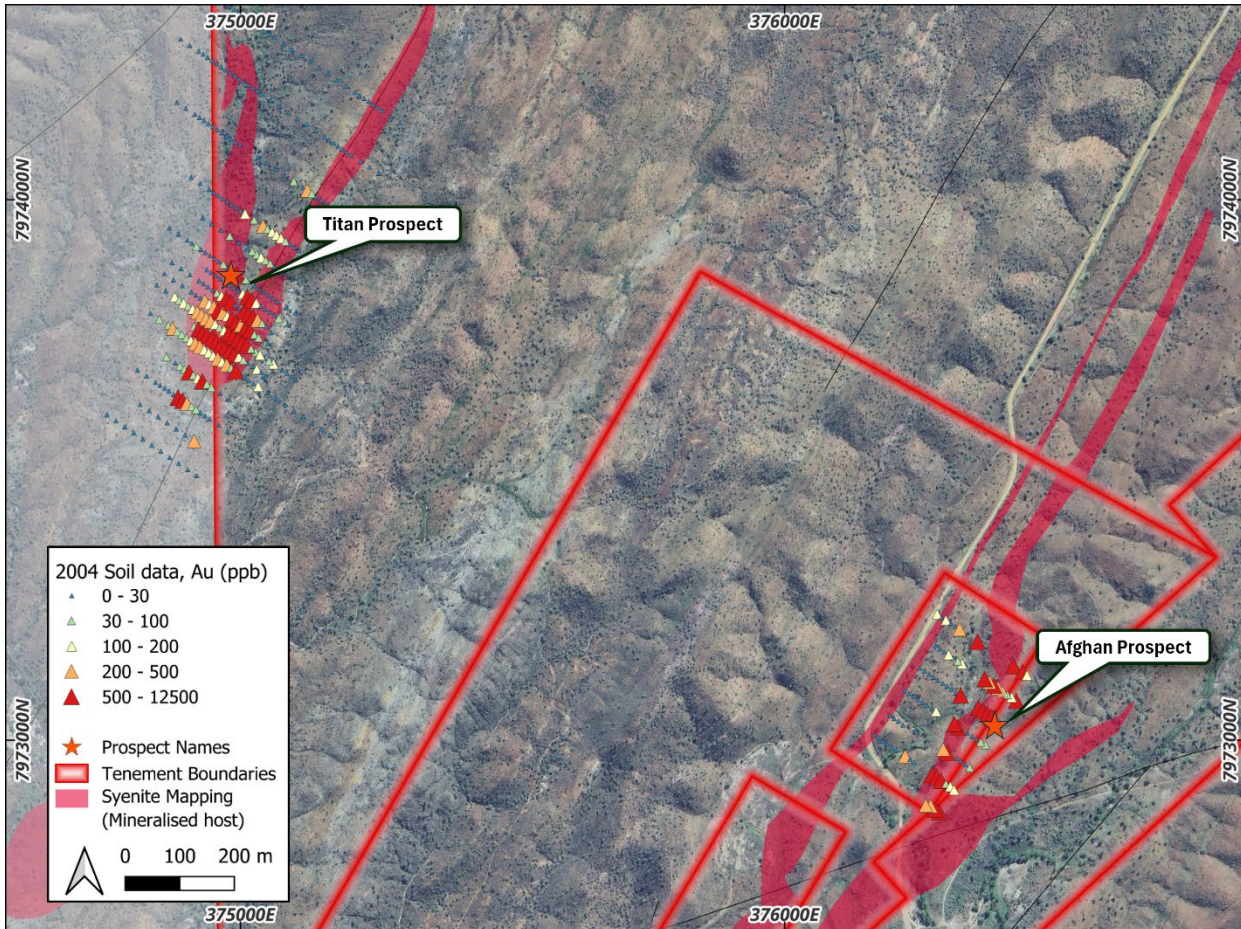 375000E
376000E
7974000N
7974000N
Titan Prospect
2004 Soil data, Au (ppb)
0 - 30
30 - 100
100 - 200
200 - 500
500 - 12500
Prospect Names
Tenement Boundaries
Syenite Mapping
(Mineralised host)
0 100 200 m
Afghan Prospect
7973000N
7973000N
375000E
376000E